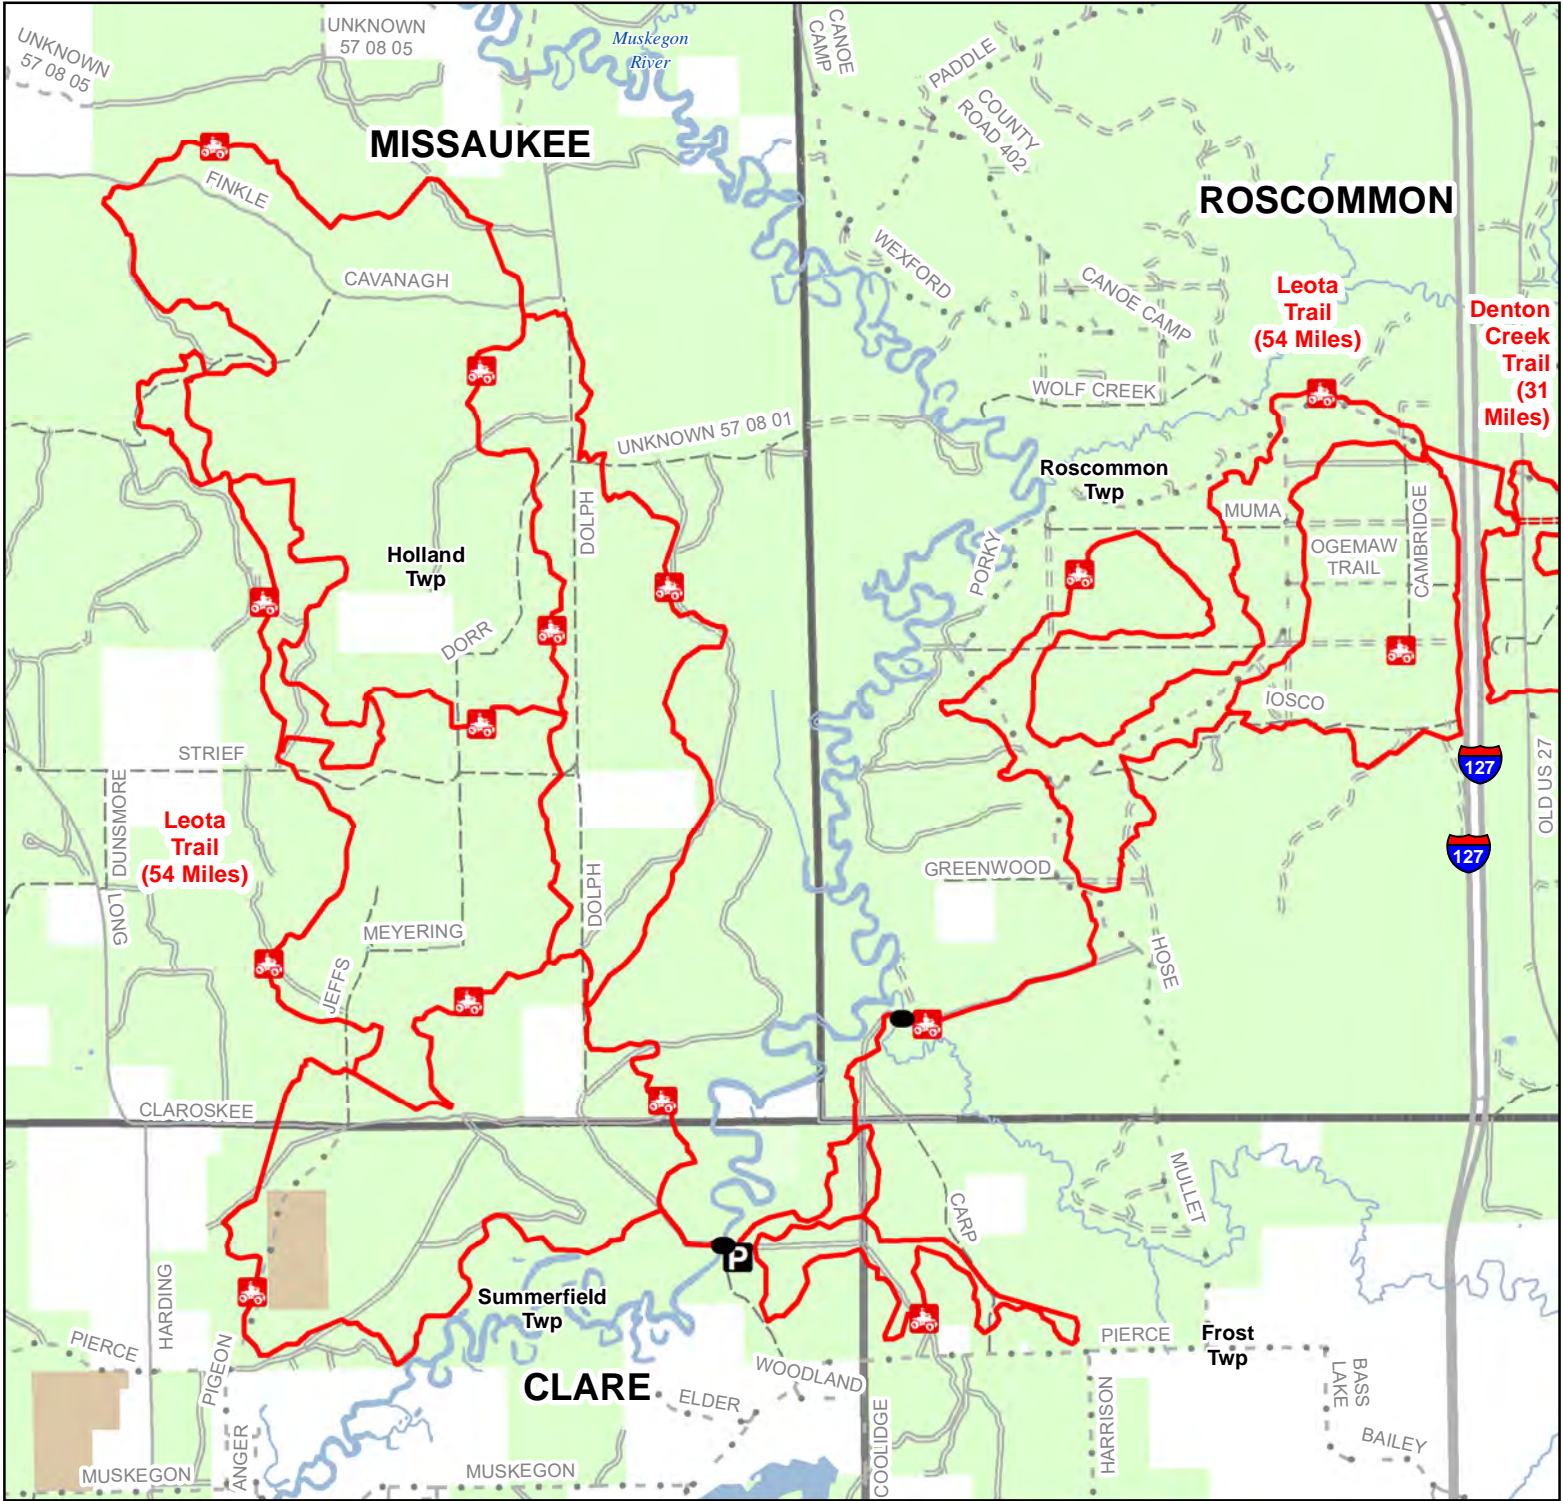 UNKNOWN
57 08 05
UNKNOWN
57 08 05
Muskegon
River
CANOE
CAMP
PADDLE
COUNTY
ROAD 402
MISSAUKEE
ROSCOMMON
FINKLE
CAVANAGH
WEXFORD
CANOE CAMP
Leota
Trail
(54 Miles)
Denton
Creek
Trail
(31
Miles)
WOLF CREEK
UNKNOWN 57 08 01
Roscommon
Twp
MUMA
CAMBRIDGE
OGEMAW
TRAIL
DOLPH
Holland
Twp
PORKY
DORR
IOSCO
STRIEF
DUNSMORE
127
OLD US 27
Leota
Trail
(54 Miles)
127
GREENWOOD
LONG
DOLPH
MEYERING
JEFFS
HOSE
CLAROSKEE
MULLET
CARP
HARDING
Summerfield
Twp
P
PIERCE
PIGEON
PIERCE
Frost
Twp
WOODLAND
CLARE
ELDER
BASS
LAKE
COOLIDGE
HARRISON
BAILEY
ANGER
MUSKEGON
MUSKEGON